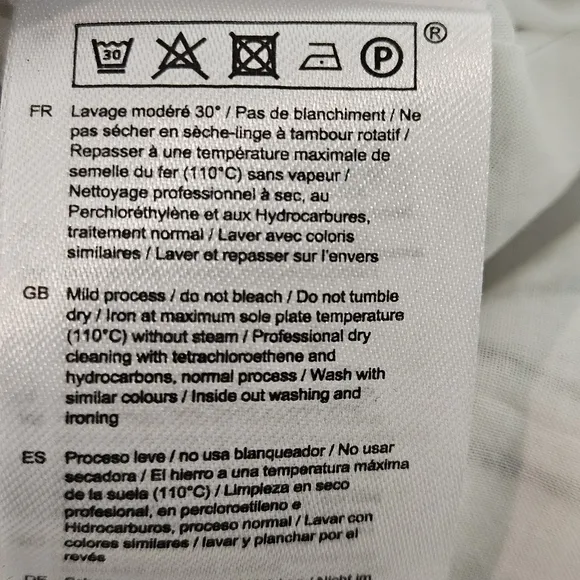 ®
30 P
FR Lavage modéré 30° / Pas de blanchiment / Ne
pas sécher en sèche-linge à tambour rotatif /
Repasser à une température maximale de
semelle du fer (110°C) sans vapeur /
Nettoyage professionnel à sec, au
Perchloréthylène et aux Hydrocarbures,
traitement normal / Laver avec coloris
similaires / Laver et repasser sur l'envers
GB Mild process / do not bleach / Do not tumble
dry / Iron at maximum sole plate temperature
(110°C) without steam / Professional dry
cleaning with tetrachloroethene and
hydrocarbons, normal process / Wash with
similar colours / Inside out washing and
ironing
ES Proceso leve / no usa blanqueador / No usar
secadora / El hierro a una temperatura máxima
de la suela (110°C) / Limpieza en seco
profesional, en percloroetileno e
Hidrocarburos, proceso normal / Lavar con
colores similares / lavar y planchar por el
revés
DE